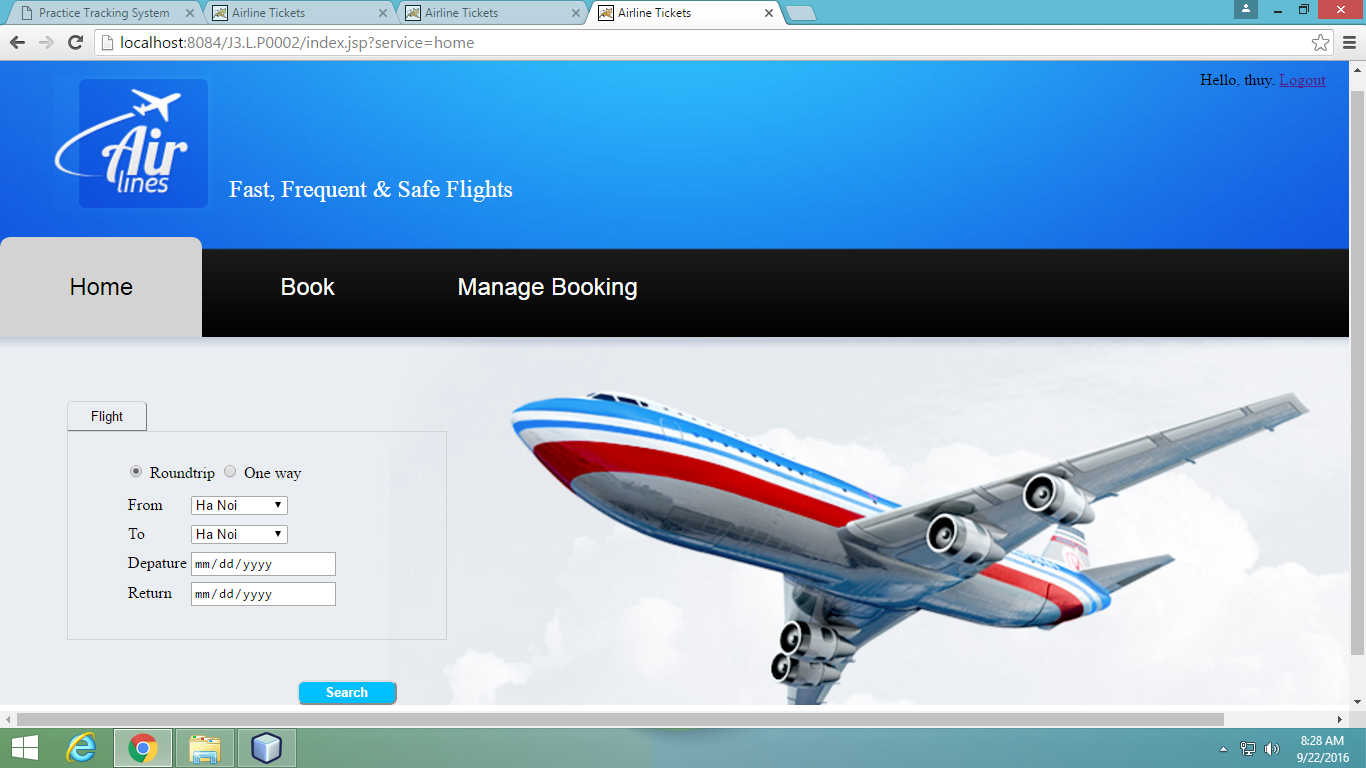 Practice Tracking System
Airline Tickets
Airline Tickets
Airline Tickets
localhost:8084/J3.L.P0002/index.jsp?service=home
Hello, thuy. Logout
Air
lines
Fast, Frequent & Safe Flights
Home
Book
Manage Booking
Flight
Roundtrip
One way
From
Ha Noi
To
Ha Noi
Depature
mm/dd/yyyy
Return
mm/dd/yyyy
Search
8:28 AM
9/22/2016